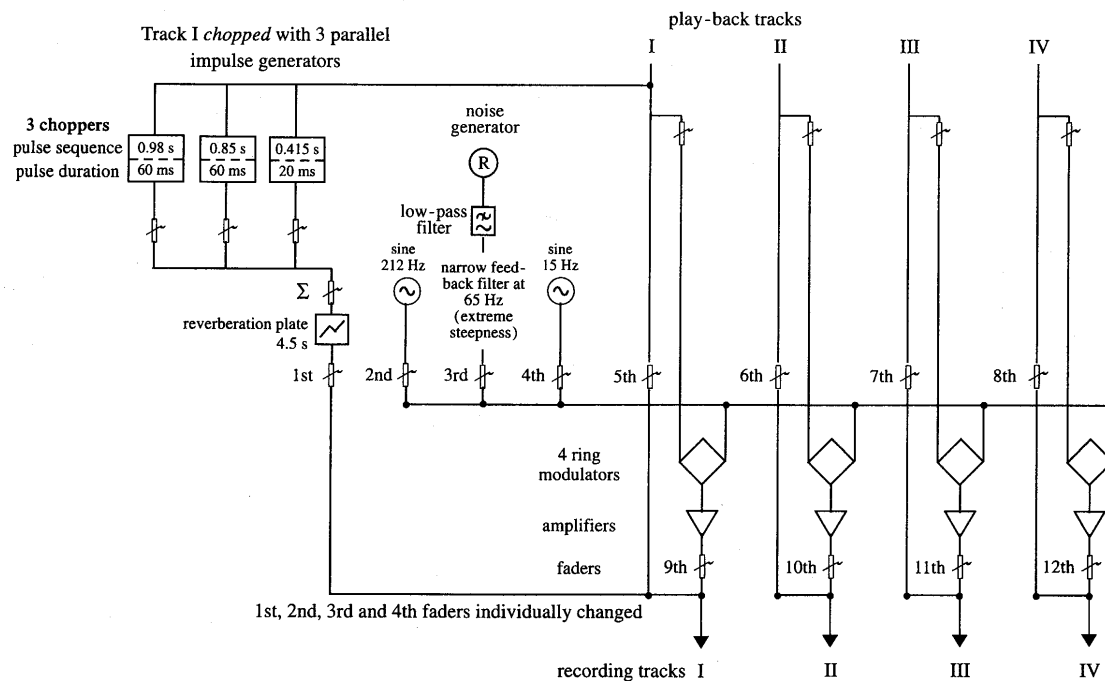 play-back tracks
Track I chopped with 3 parallel
impulse generators
I II III IV
noise
generator
3 choppers
pulse sequence
pulse duration
0.98 s 0.85 s 0.415 s
60 ms 60 ms 20 ms
R
low-pass
filter
sine
212 Hz
narrow feed-
back filter at
65 Hz
(extreme
steepness)
sine
15 Hz
Σ
reverberation plate
4.5 s
1st 2nd 3rd 4th 5th 6th 7th 8th
4 ring
modulators
amplifiers
faders 9th 10th 11th 12th
1st, 2nd, 3rd and 4th faders individually changed
recording tracks I II III IV